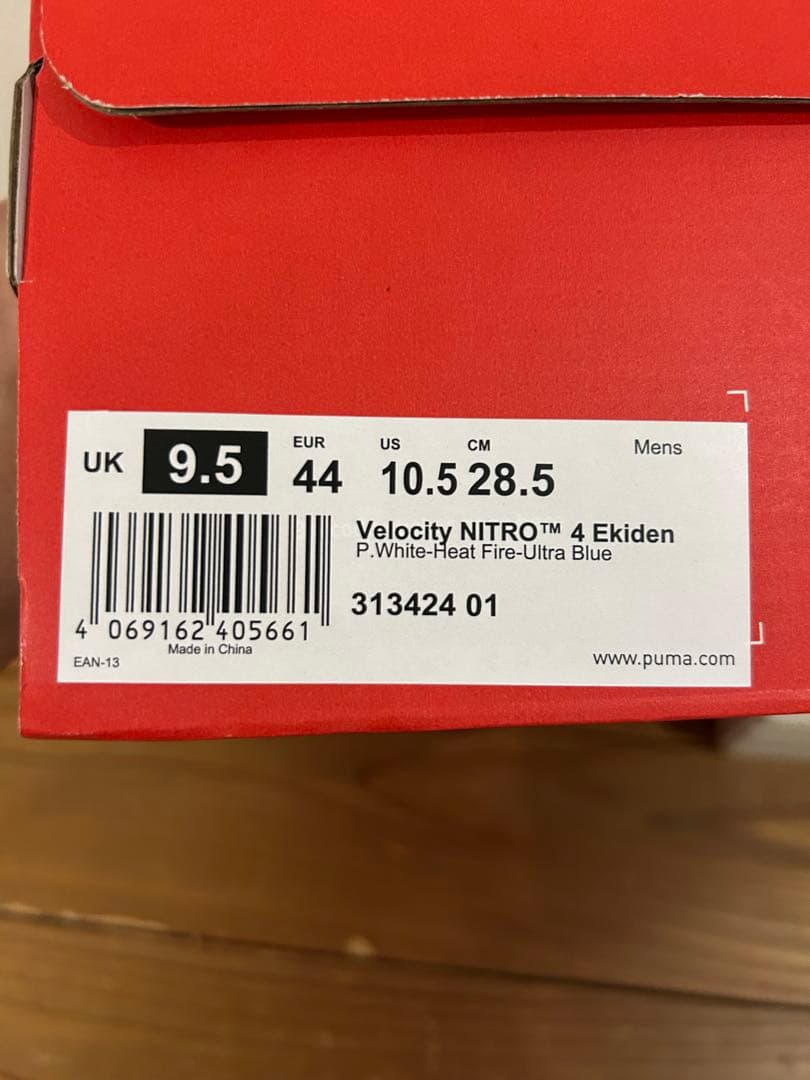 UK 9.5 EUR 44 US 10.5 CM 28.5 Mens
Velocity NITRO™ 4 Ekiden
P.White-Heat Fire-Ultra Blue
313424 01
4 069162 405661
Made in China
EAN-13
www.puma.com